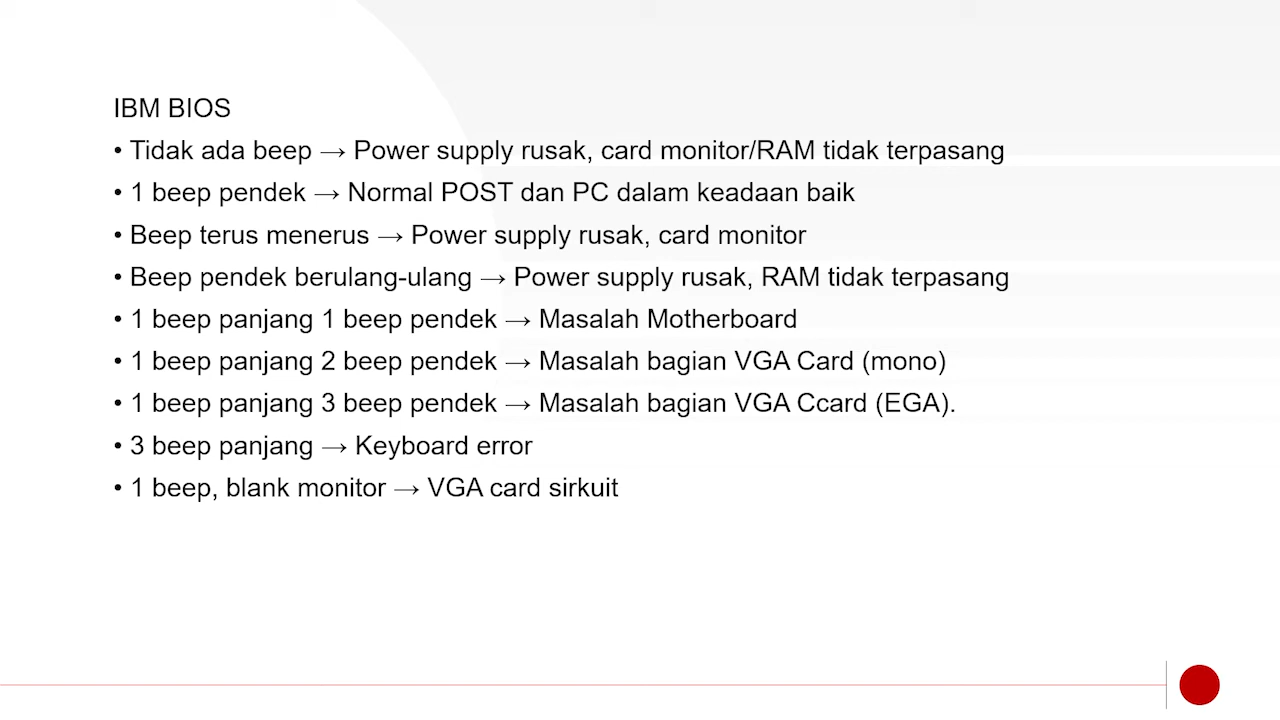 IBM BIOS
• Tidak ada beep → Power supply rusak, card monitor/RAM tidak terpasang
• 1 beep pendek → Normal POST dan PC dalam keadaan baik
• Beep terus menerus → Power supply rusak, card monitor
• Beep pendek berulang-ulang → Power supply rusak, RAM tidak terpasang
• 1 beep panjang 1 beep pendek → Masalah Motherboard
• 1 beep panjang 2 beep pendek → Masalah bagian VGA Card (mono)
• 1 beep panjang 3 beep pendek → Masalah bagian VGA Ccard (EGA).
• 3 beep panjang → Keyboard error
• 1 beep, blank monitor → VGA card sirkuit